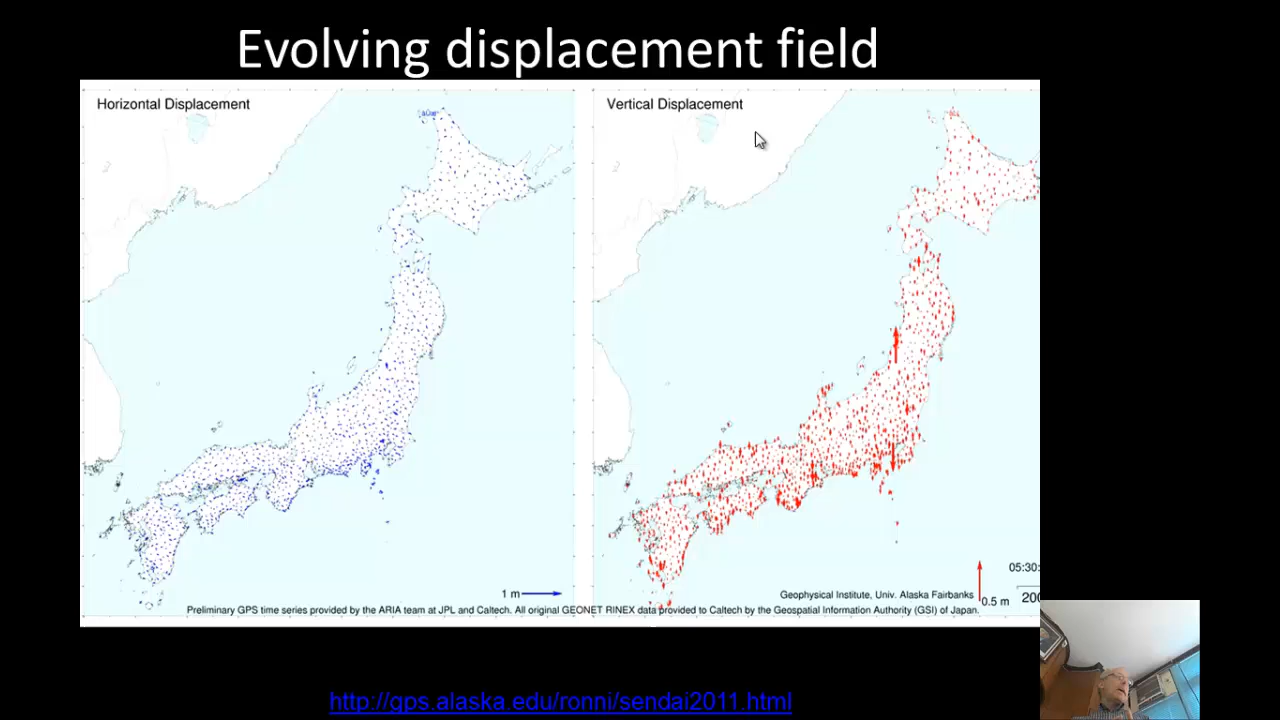 Evolving displacement field
Horizontal Displacement
Vertical Displacement
05:30:
1 m
0.5 m
200
Geophysical Institute, Univ. Alaska Fairbanks
Preliminary GPS time series provided by the ARIA team at JPL and Caltech. All original GEONET RINEX data provided to Caltech by the Geospatial Information Authority (GSI) of Japan.
http://gps.alaska.edu/ronni/sendai2011.html